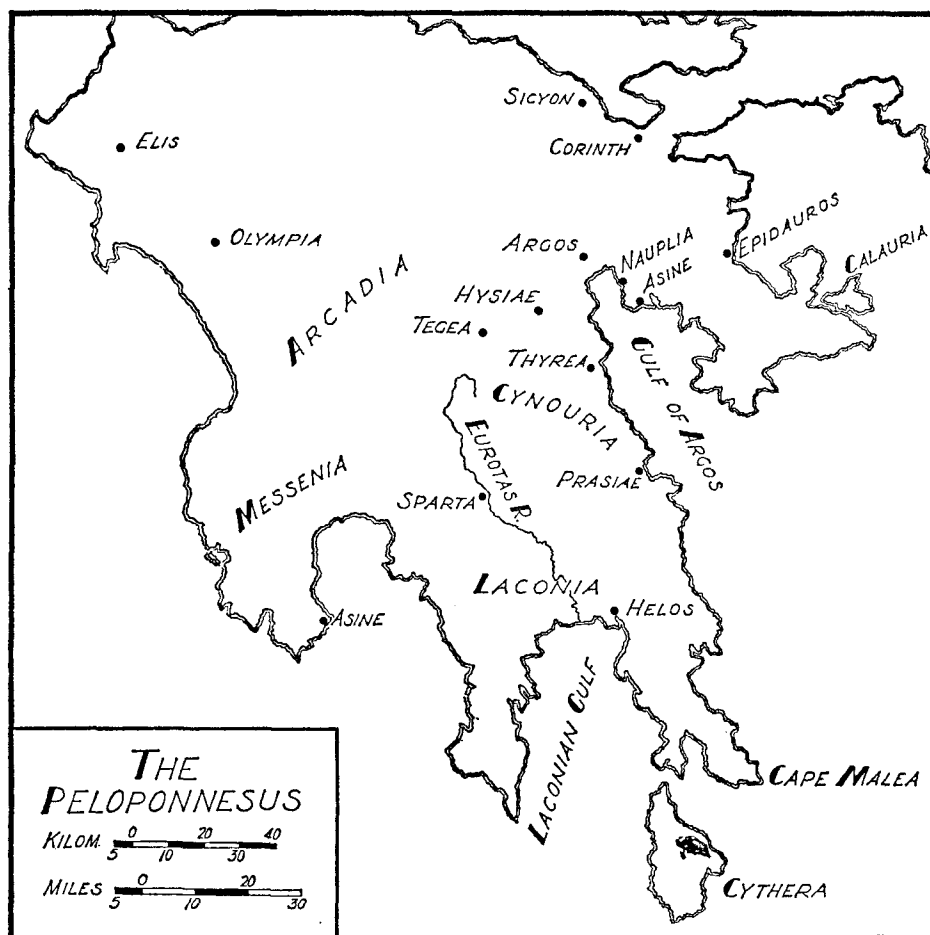 SICYON
CORINTH
ELIS
OLYMPIA
ARGOS
NAUPLIA
ASINE
EPIDAUROS
CALAURIA
ARCADIA
HYSIAE
TEGEA
THYREA
GULF OF ARGOS
CYNOURIA
EUROTAS R.
PRASIAE
MESSENIA
SPARTA
LACONIA
HELOS
ASINE
LACONIAN GULF
CAPE MALEA
CYTHERA
THE
PELOPONNESUS
KILOM. 0 20 40
5 10 30
MILES 0 20
5 10 30